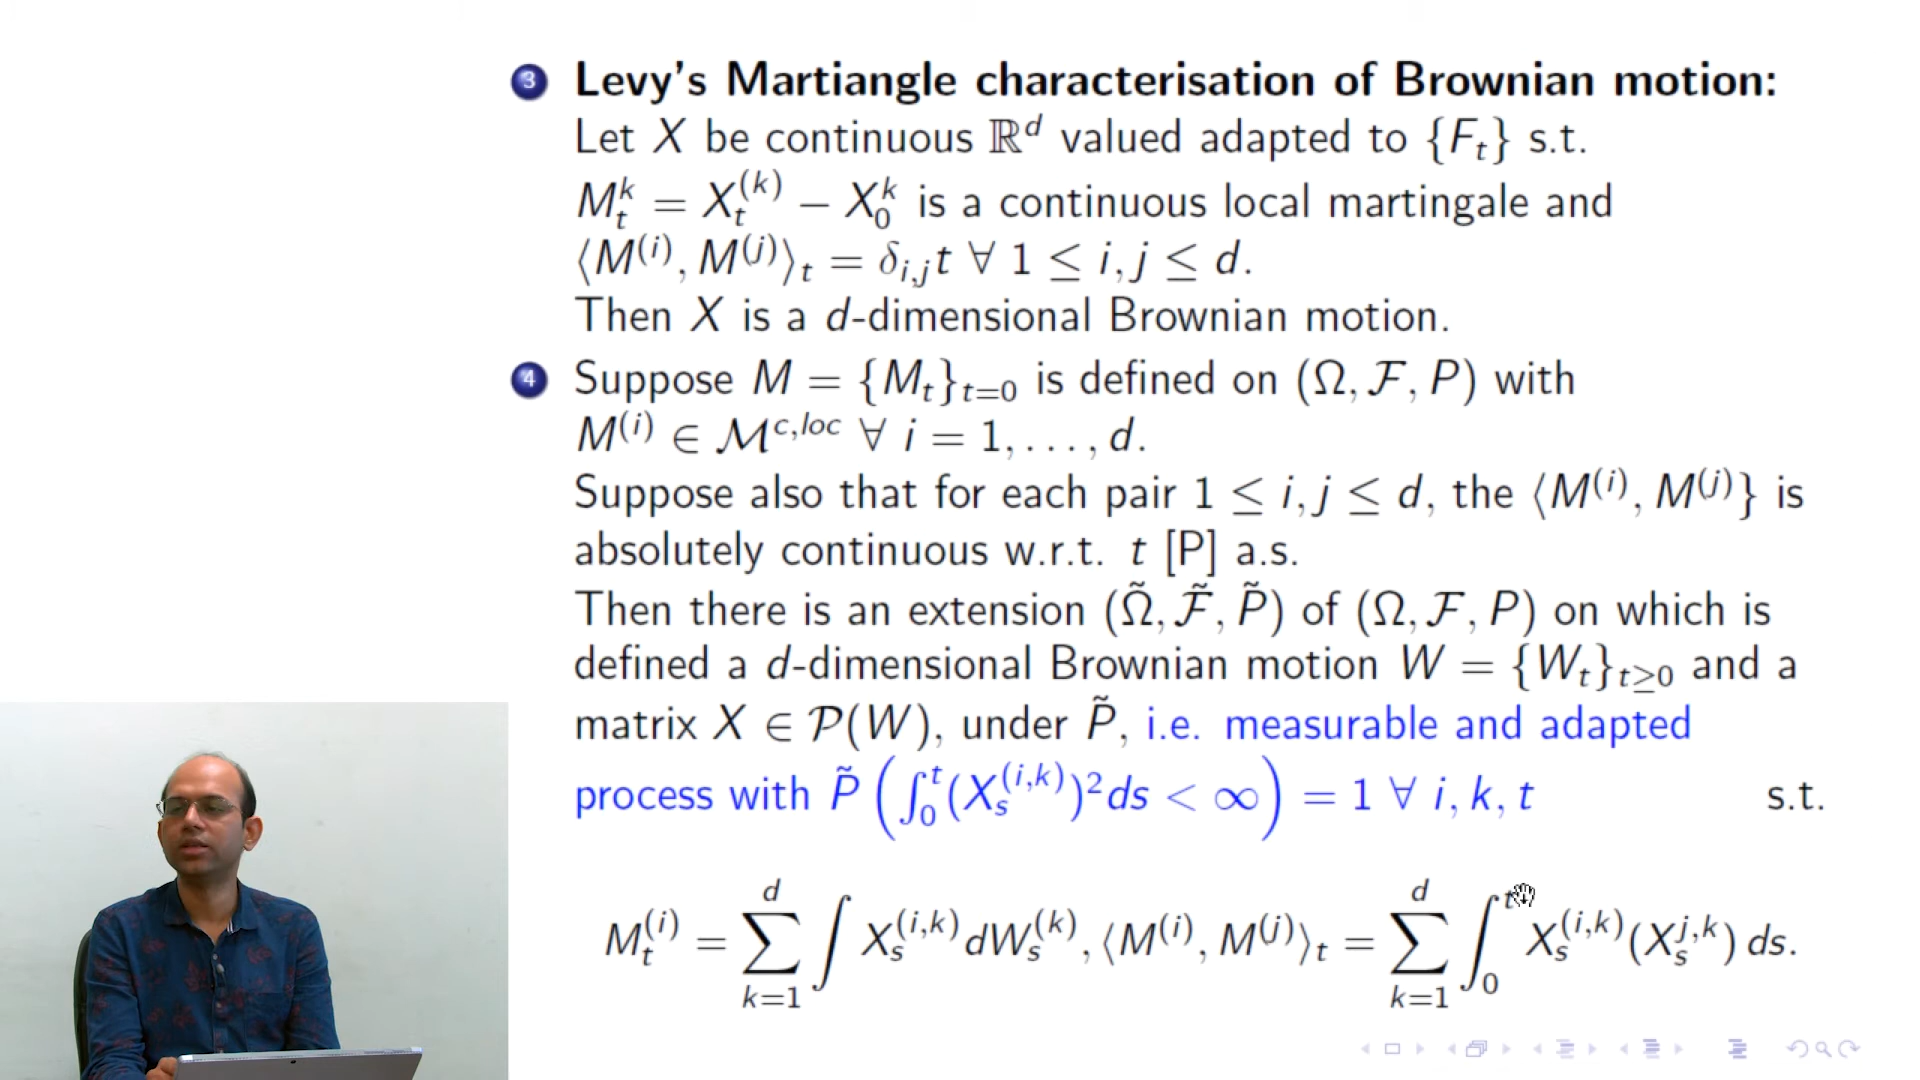 3 Levy's Martiangle characterisation of Brownian motion:
Let X be continuous ℝ^d valued adapted to {F_t} s.t.
M_t^k = X_t^(k) − X_0^k is a continuous local martingale and
⟨M^(i), M^(j)⟩_t = δ_{i,j}t ∀ 1 ≤ i, j ≤ d.
Then X is a d-dimensional Brownian motion.
4 Suppose M = {M_t}_{t=0} is defined on (Ω, ℱ, P) with
M^(i) ∈ ℳ^{c,loc} ∀ i = 1, . . . , d.
Suppose also that for each pair 1 ≤ i, j ≤ d, the ⟨M^(i), M^(j)} is
absolutely continuous w.r.t. t [P] a.s.
Then there is an extension (Ω̃, ℱ̃, P̃) of (Ω, ℱ, P) on which is
defined a d-dimensional Brownian motion W = {W_t}_{t≥0} and a
matrix X ∈ 𝒫(W), under P̃, i.e. measurable and adapted
process with P̃ (∫_0^t (X_s^(i,k))^2 ds < ∞) = 1 ∀ i, k, t s.t.
M_t^(i) = ∑_{k=1}^d ∫ X_s^(i,k) dW_s^(k), ⟨M^(i), M^(j)⟩_t = ∑_{k=1}^d ∫_0^t X_s^(i,k) (X_s^{j,k}) ds.